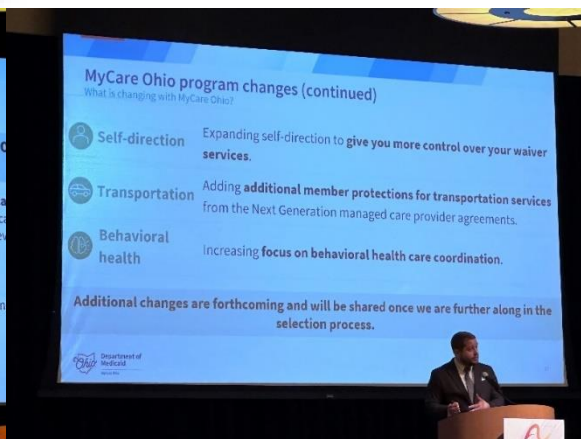 MyCare Ohio program changes (continued)
What is changing with MyCare Ohio?
Self-direction
Expanding self-direction to give you more control over your waiver
services.
Transportation
Adding additional member protections for transportation services
from the Next Generation managed care provider agreements.
Behavioral
health
Increasing focus on behavioral health care coordination.
Additional changes are forthcoming and will be shared once we are further along in the
selection process.
Ohio
Department of
Medicaid